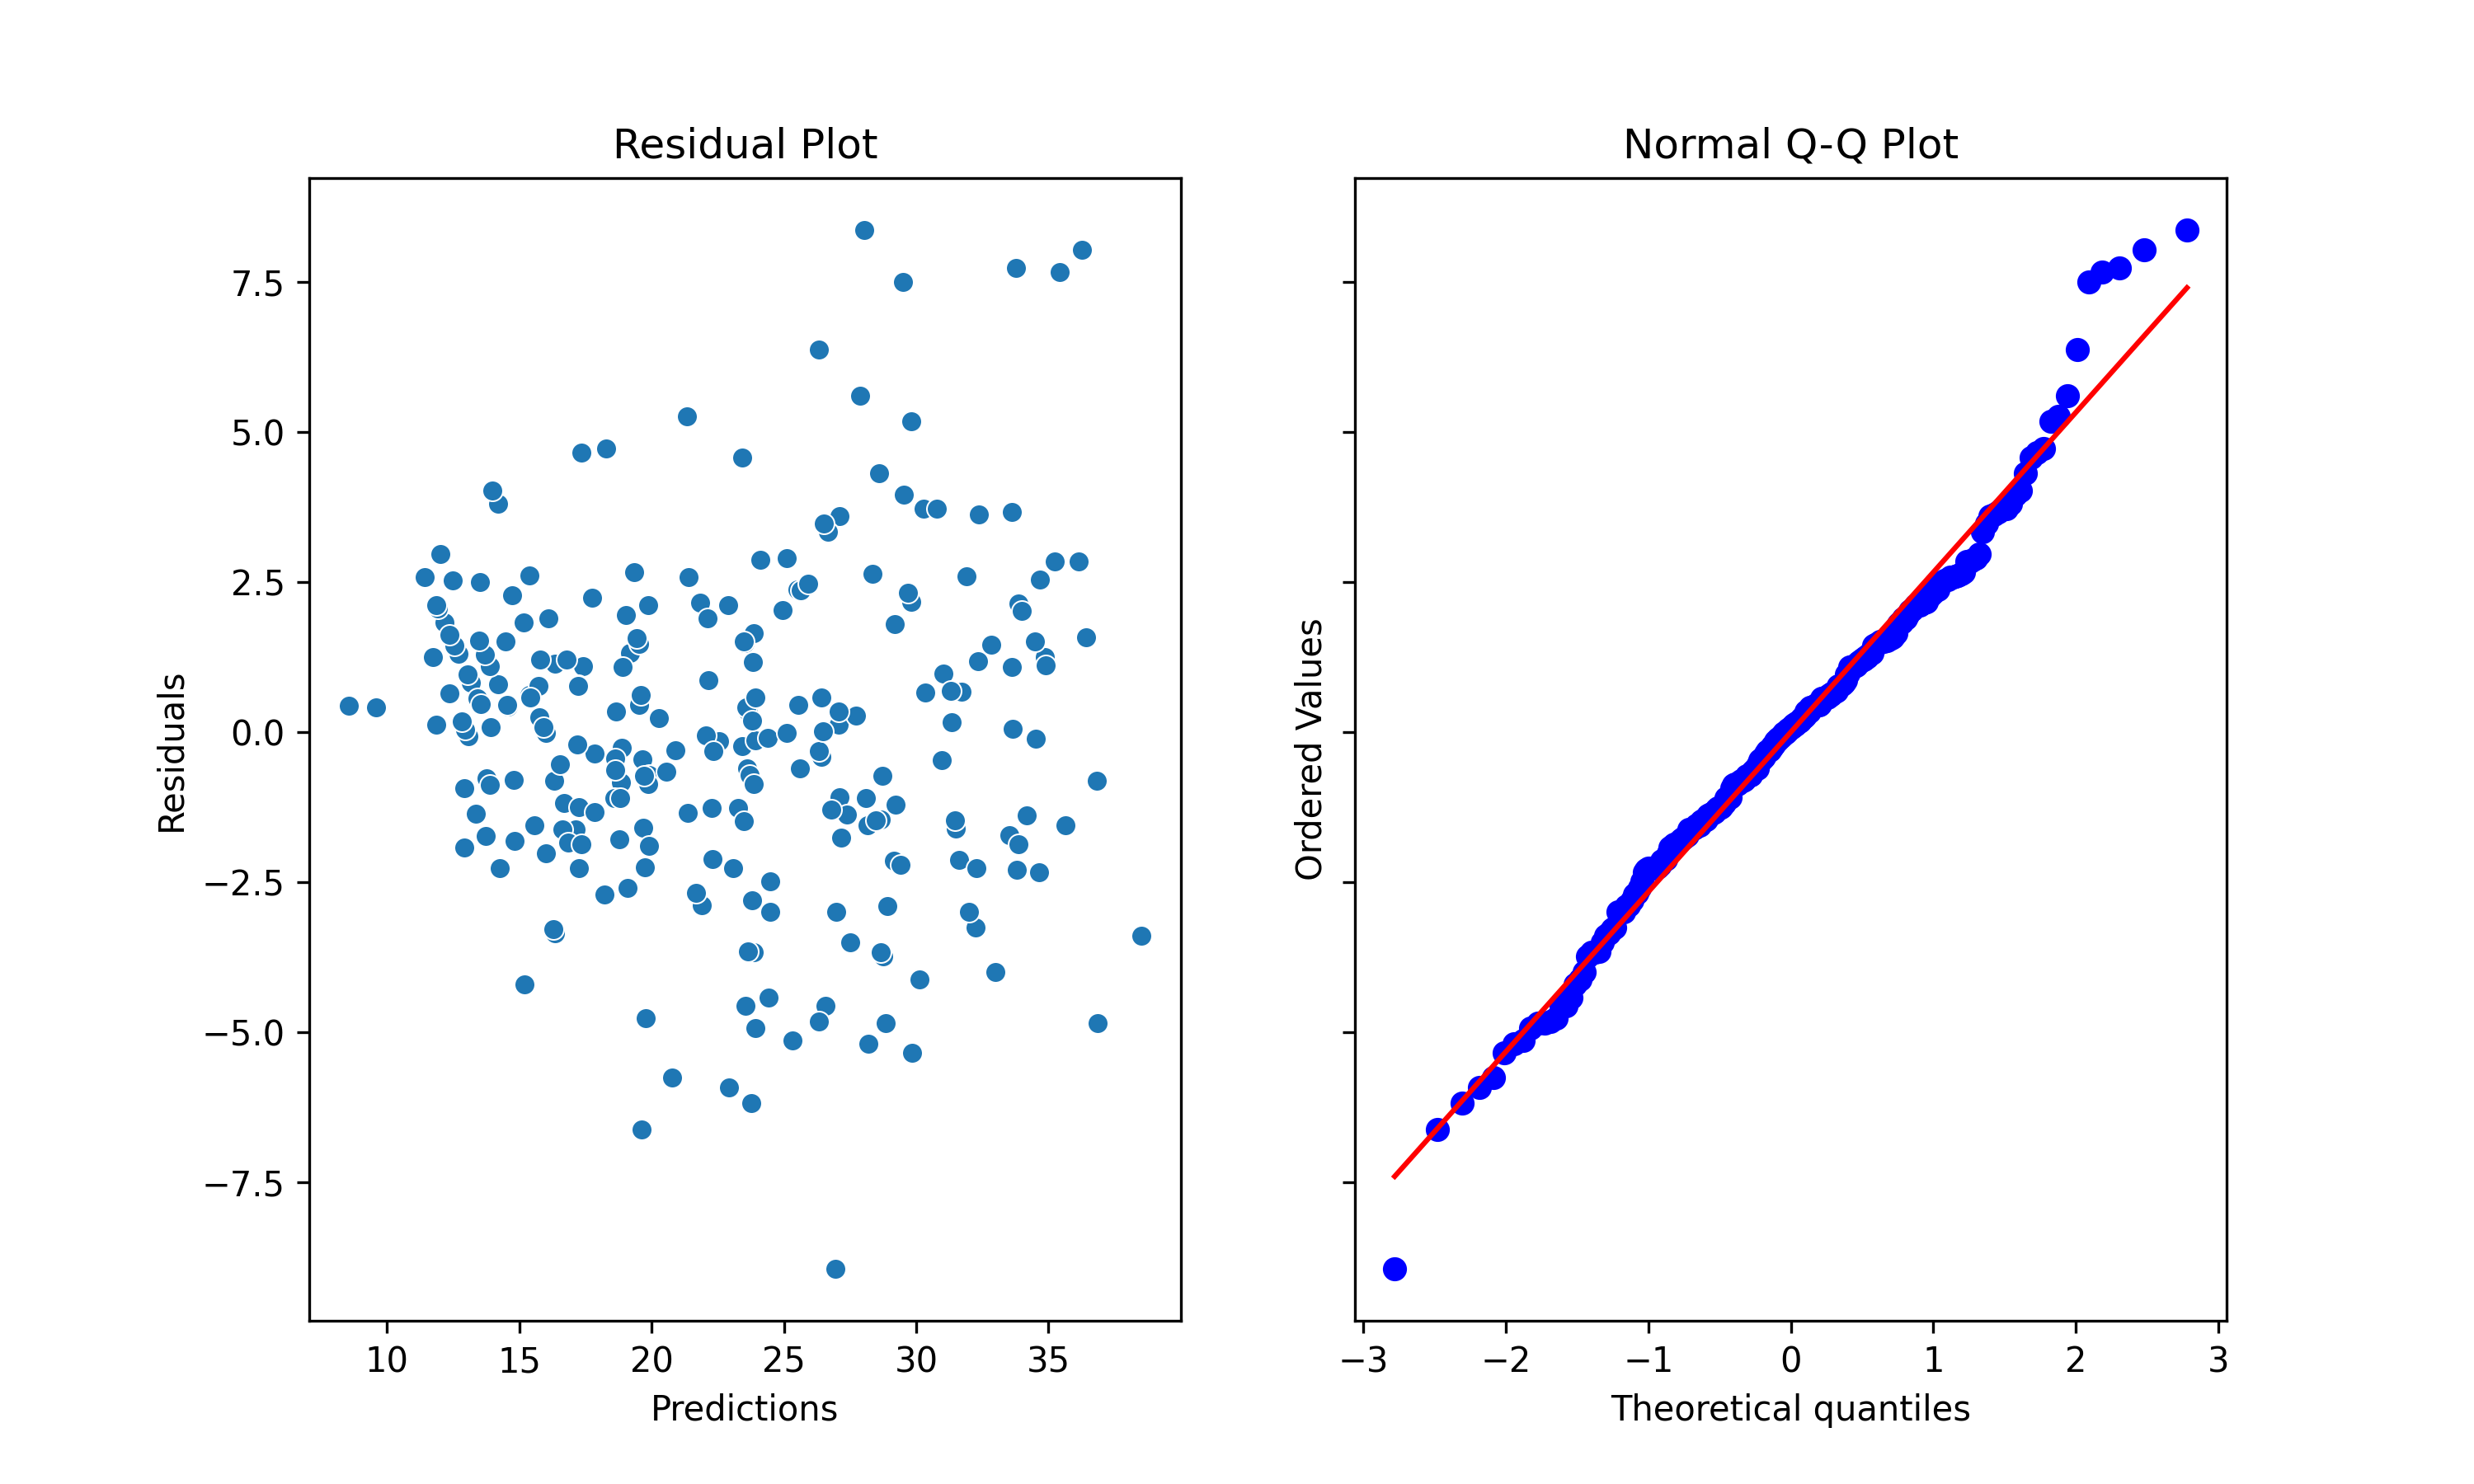 Residual Plot
Normal Q-Q Plot
Residuals
7.5
5.0
2.5
0.0
−2.5
−5.0
−7.5
10 15 20 25 30 35
Predictions
Ordered Values
−3 −2 −1 0 1 2 3
Theoretical quantiles